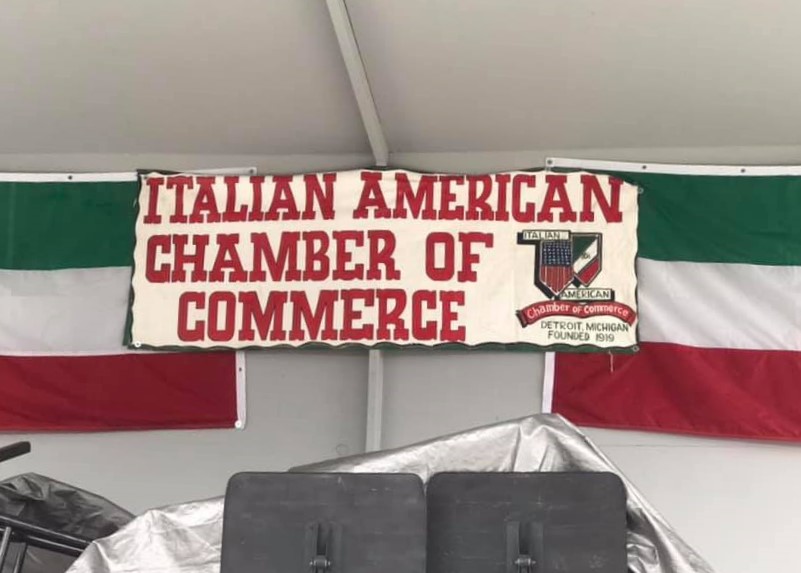 ITALIAN AMERICAN
CHAMBER OF
COMMERCE
ITALIAN
AMERICAN
Chamber of Commerce
DETROIT, MICHIGAN
FOUNDED 1919